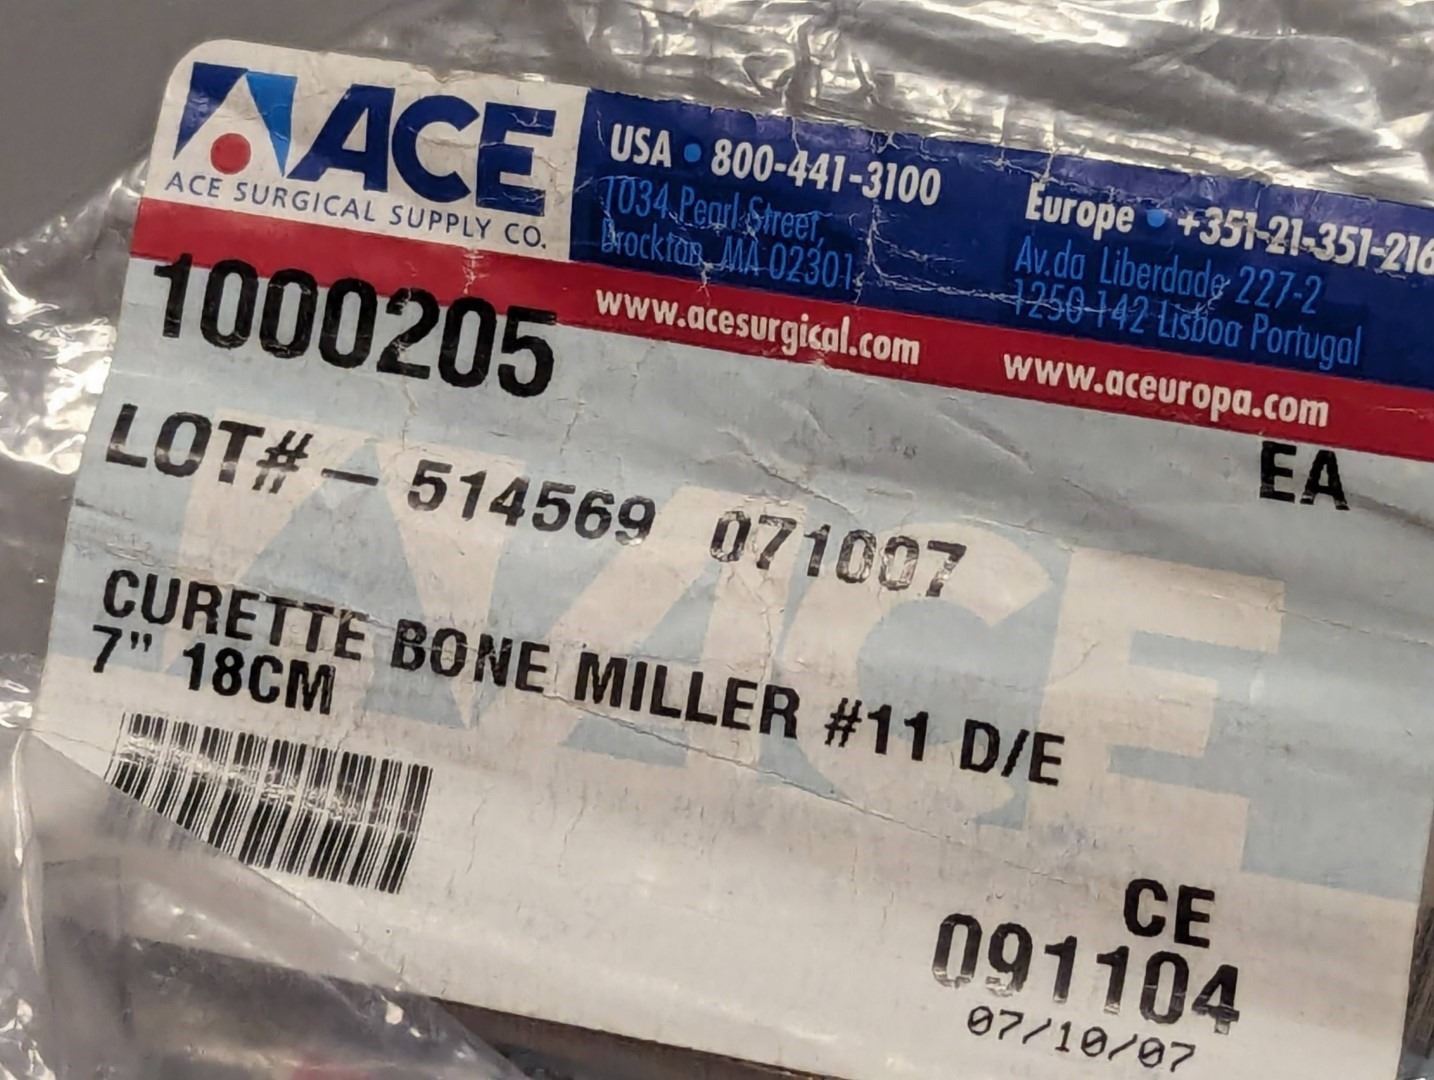 ACE
ACE SURGICAL SUPPLY CO.
USA • 800-441-3100
1034 Pearl Street,
Brockton, MA 02301
www.acesurgical.com
Europe • +351-21-351-216
Av.da Liberdade 227-2
1250-142 Lisboa Portugal
www.aceuropa.com
1000205
EA
LOT# - 514569 071007
CURETTE BONE MILLER #11 D/E
7" 18CM
CE
091104
07/10/07